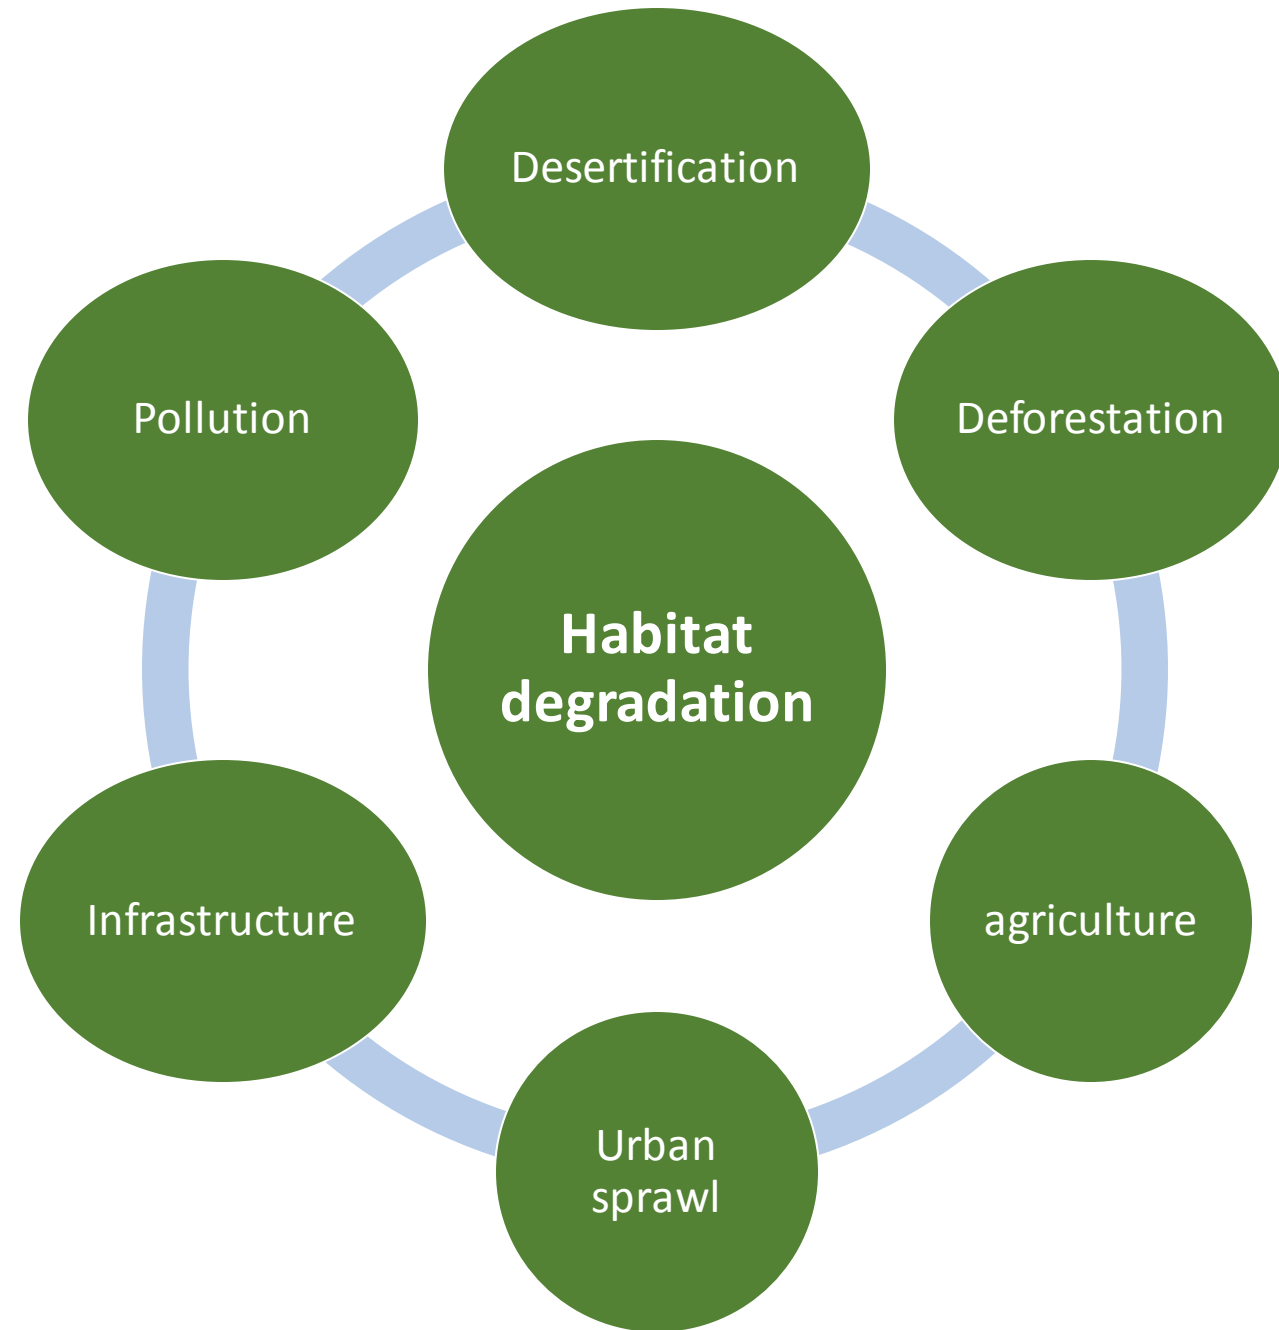 Desertification
Pollution
Deforestation
Habitat
degradation
Infrastructure
agriculture
Urban
sprawl